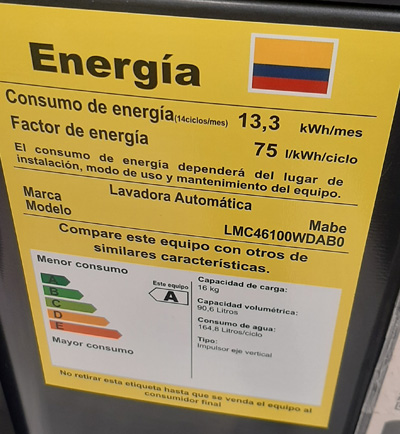 Energía
Consumo de energía(14ciclos/mes) 13,3 kWh/mes
Factor de energía 75 l/kWh/ciclo
El consumo de energía dependerá del lugar de
instalación, modo de uso y mantenimiento del equipo.
Lavadora Automática
Marca Mabe
Modelo LMC46100WDAB0
Compare este equipo con otros de
similares características.
Menor consumo
A
B
C
D
E
Mayor consumo
Este equipo
A
Capacidad de carga:
16 kg
Capacidad volumétrica:
90,6 Litros
Consumo de agua:
164,8 Litros/ciclo
Tipo:
Impulsor eje vertical
No retirar esta etiqueta hasta que se venda el equipo al
consumidor final